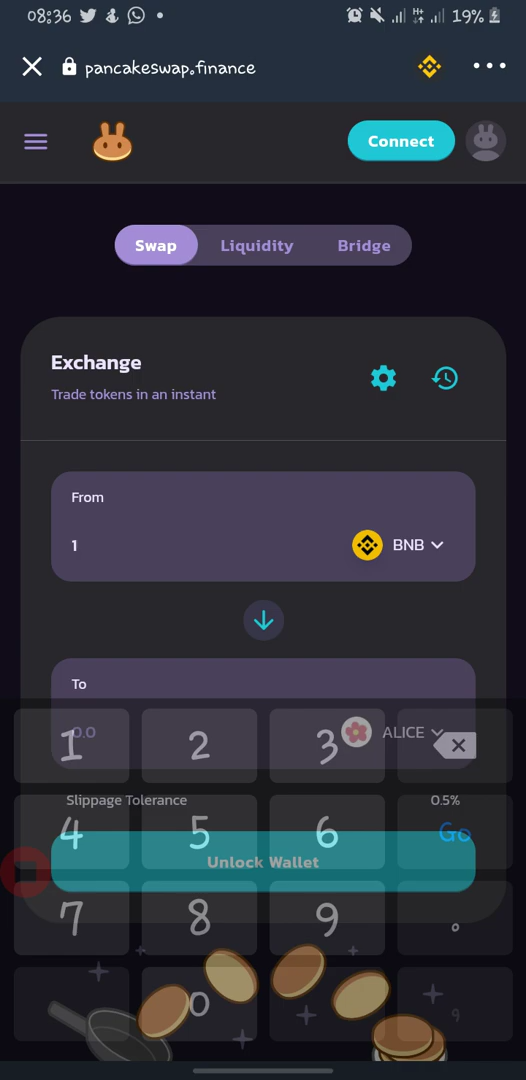 08:36 19%
pancakeswap.finance
Connect
Swap Liquidity Bridge
Exchange
Trade tokens in an instant
From
1 BNB
To
0.0 ALICE
1 2 3
Slippage Tolerance 0.5%
4 5 6 Go
Unlock Wallet
7 8 9 .
0 ,